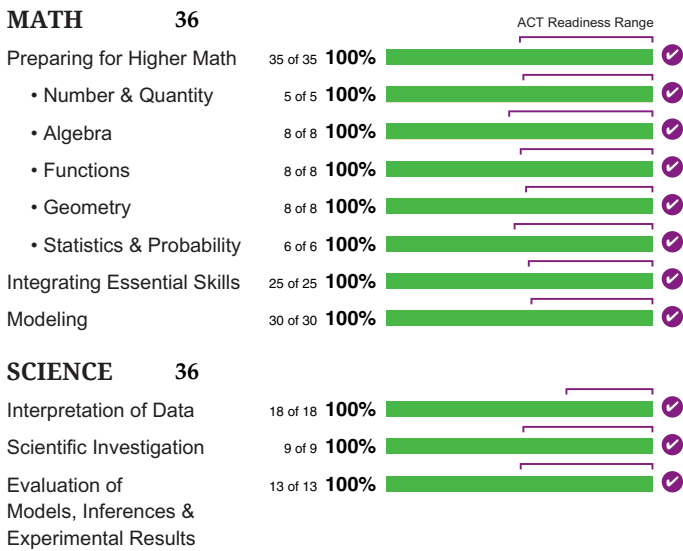 MATH 36
ACT Readiness Range
Preparing for Higher Math 35 of 35 100%
• Number & Quantity 5 of 5 100%
• Algebra 8 of 8 100%
• Functions 8 of 8 100%
• Geometry 8 of 8 100%
• Statistics & Probability 6 of 6 100%
Integrating Essential Skills 25 of 25 100%
Modeling 30 of 30 100%
SCIENCE 36
Interpretation of Data 18 of 18 100%
Scientific Investigation 9 of 9 100%
Evaluation of 13 of 13 100%
Models, Inferences &
Experimental Results